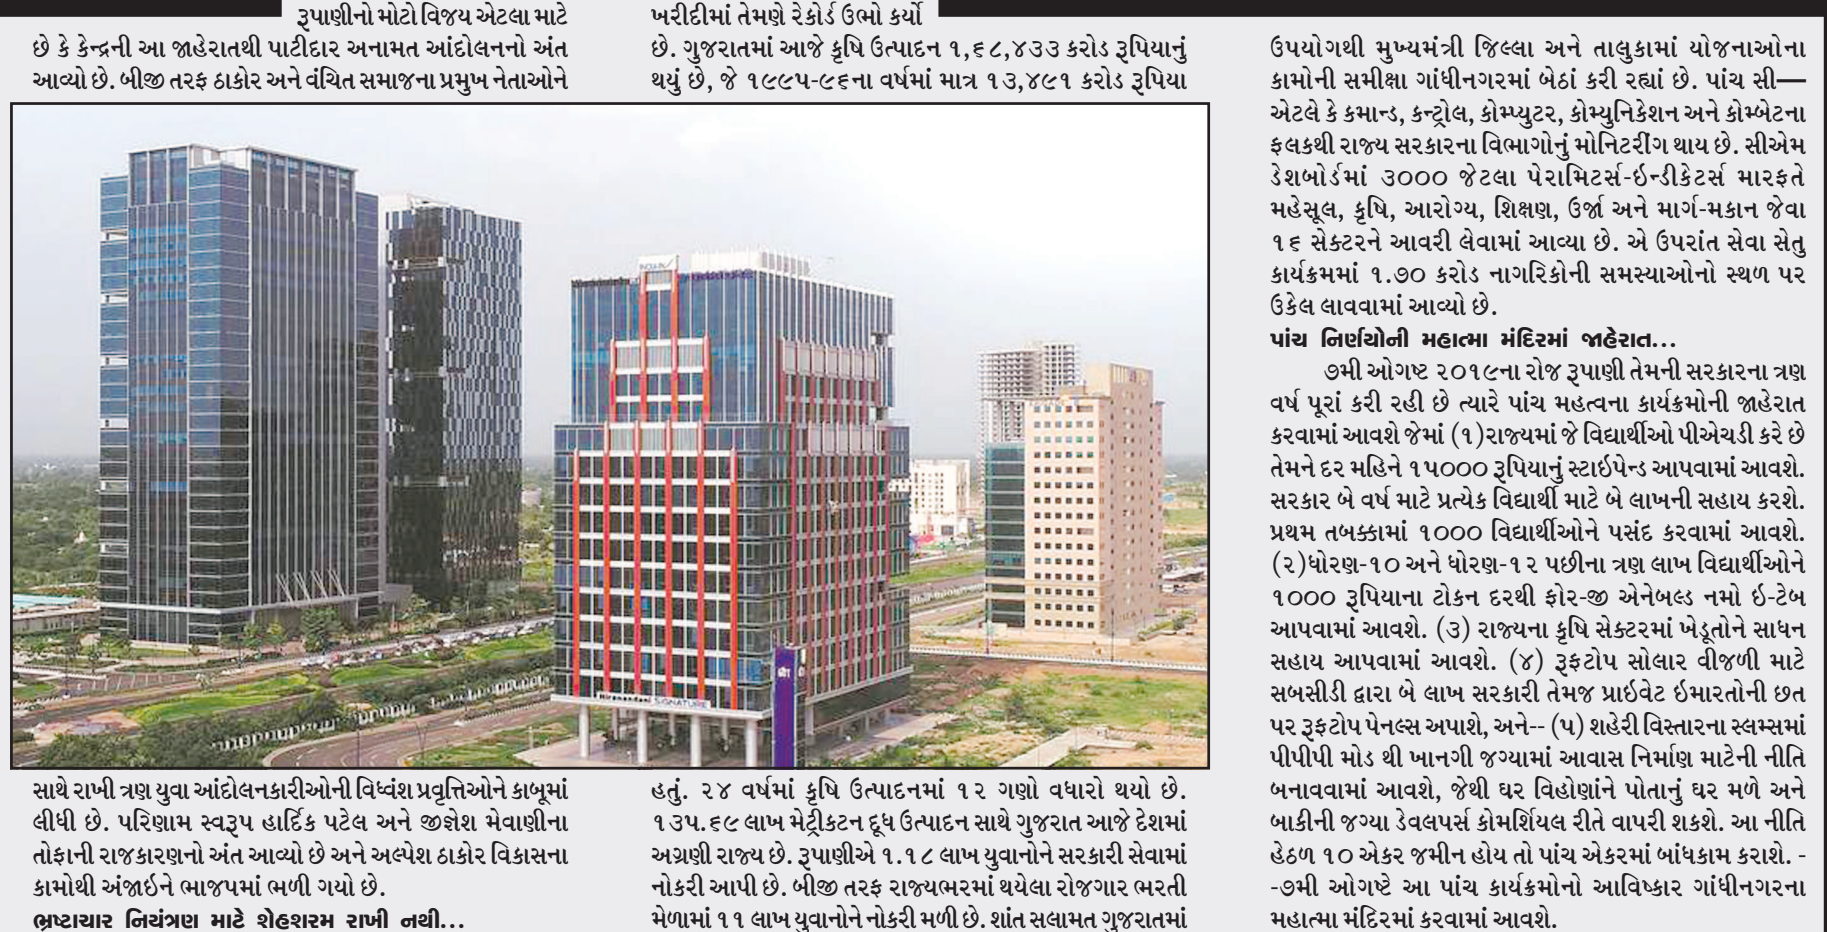 રૂપાણીનો મોટો વિજય એટલા માટે
છે કે કેન્દ્રની આ જાહેરાતથી પાટીદાર અનામત આંદોલનનો અંત
આવ્યો છે. બીજી તરફ ઠાકોર અને વંચિત સમાજના પ્રમુખ નેતાઓને
સાથે રાખી ત્રણ યુવા આંદોલનકારીઓની વિધ્વંશ પ્રવૃત્તિઓને કાબૂમાં
લીધી છે. પરિણામ સ્વરૂપ હાર્દિક પટેલ અને જીજ્ઞેશ મેવાણીના
તોફાની રાજકારણનો અંત આવ્યો છે અને અલ્પેશ ઠાકોર વિકાસના
કામોથી અંજાઇને ભાજપમાં ભળી ગયો છે.
ભ્રષ્ટાચાર નિયંત્રણ માટે શેહશરમ રાખી નથી...
ખરીદીમાં તેમણે રેકોર્ડ ઉભો કર્યો
છે. ગુજરાતમાં આજે કૃષિ ઉત્પાદન ૧,૬૮,૪૩૩ કરોડ રૂપિયાનું
થયું છે, જે ૧૯૯૫-૯૬ના વર્ષમાં માત્ર ૧૩,૪૯૧ કરોડ રૂપિયા
Hiranandani SIGNATURE
હતું. ૨૪ વર્ષમાં કૃષિ ઉત્પાદનમાં ૧૨ ગણો વધારો થયો છે.
૧૩૫.૬૯ લાખ મેટ્રીકટન દૂધ ઉત્પાદન સાથે ગુજરાત આજે દેશમાં
અગ્રણી રાજ્ય છે. રૂપાણીએ ૧.૧૮ લાખ યુવાનોને સરકારી સેવામાં
નોકરી આપી છે. બીજી તરફ રાજ્યભરમાં થયેલા રોજગાર ભરતી
મેળામાં ૧૧ લાખ યુવાનોને નોકરી મળી છે. શાંત સલામત ગુજરાતમાં
ઉપયોગથી મુખ્યમંત્રી જિલ્લા અને તાલુકામાં યોજનાઓના
કામોની સમીક્ષા ગાંધીનગરમાં બેઠાં કરી રહ્યાં છે. પાંચ સી—
એટલે કે કમાન્ડ, કન્ટ્રોલ, કોમ્પ્યુટર, કોમ્યુનિકેશન અને કોમ્બેટના
ફલકથી રાજ્ય સરકારના વિભાગોનું મોનિટરીંગ થાય છે. સીએમ
ડેશબોર્ડમાં ૩૦૦૦ જેટલા પેરામિટર્સ-ઇન્ડીકેટર્સ મારફતે
મહેસૂલ, કૃષિ, આરોગ્ય, શિક્ષણ, ઉર્જા અને માર્ગ-મકાન જેવા
૧૬ સેક્ટરને આવરી લેવામાં આવ્યા છે. એ ઉપરાંત સેવા સેતુ
કાર્યક્રમમાં ૧.૭૦ કરોડ નાગરિકોની સમસ્યાઓનો સ્થળ પર
ઉકેલ લાવવામાં આવ્યો છે.
પાંચ નિર્ણયોની મહાત્મા મંદિરમાં જાહેરાત...
૭મી ઓગષ્ટ ૨૦૧૯ના રોજ રૂપાણી તેમની સરકારના ત્રણ
વર્ષ પૂરાં કરી રહી છે ત્યારે પાંચ મહત્વના કાર્યક્રમોની જાહેરાત
કરવામાં આવશે જેમાં (૧)રાજ્યમાં જે વિદ્યાર્થીઓ પીએચડી કરે છે
તેમને દર મહિને ૧૫૦૦૦ રૂપિયાનું સ્ટાઇપેન્ડ આપવામાં આવશે.
સરકાર બે વર્ષ માટે પ્રત્યેક વિદ્યાર્થી માટે બે લાખની સહાય કરશે.
પ્રથમ તબક્કામાં ૧૦૦૦ વિદ્યાર્થીઓને પસંદ કરવામાં આવશે.
(૨)ધોરણ-૧૦ અને ધોરણ-૧૨ પછીના ત્રણ લાખ વિદ્યાર્થીઓને
૧૦૦૦ રૂપિયાના ટોકન દરથી ફોર-જી એનેબલ્ડ નમો ઇ-ટેબ
આપવામાં આવશે. (૩) રાજ્યના કૃષિ સેક્ટરમાં ખેડૂતોને સાધન
સહાય આપવામાં આવશે. (૪) રૂફટોપ સોલાર વીજળી માટે
સબસીડી દ્વારા બે લાખ સરકારી તેમજ પ્રાઇવેટ ઇમારતોની છત
પર રૂફટોપ પેનલ્સ અપાશે, અને-- (૫) શહેરી વિસ્તારના સ્લમ્સમાં
પીપીપી મોડ થી ખાનગી જગ્યામાં આવાસ નિર્માણ માટેની નીતિ
બનાવવામાં આવશે, જેથી ઘર વિહોણાંને પોતાનું ઘર મળે અને
બાકીની જગ્યા ડેવલપર્સ કોમર્શિયલ રીતે વાપરી શકશે. આ નીતિ
હેઠળ ૧૦ એકર જમીન હોય તો પાંચ એકરમાં બાંધકામ કરાશે. -
-૭મી ઓગષ્ટે આ પાંચ કાર્યક્રમોનો આવિષ્કાર ગાંધીનગરના
મહાત્મા મંદિરમાં કરવામાં આવશે.